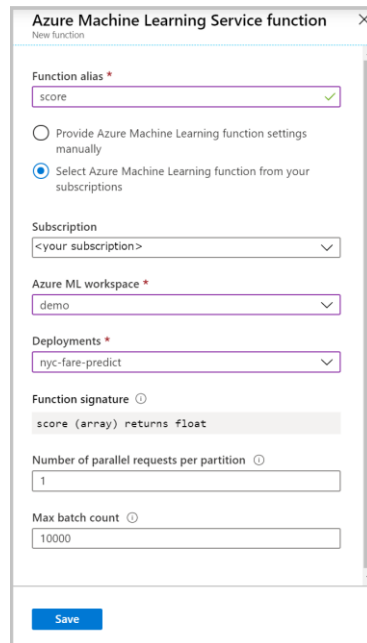 Azure Machine Learning Service function
New function
Function alias *
score
Provide Azure Machine Learning function settings
manually
Select Azure Machine Learning function from your
subscriptions
Subscription
<your subscription>
Azure ML workspace *
demo
Deployments *
nyc-fare-predict
Function signature
score (array) returns float
Number of parallel requests per partition
1
Max batch count
10000
Save